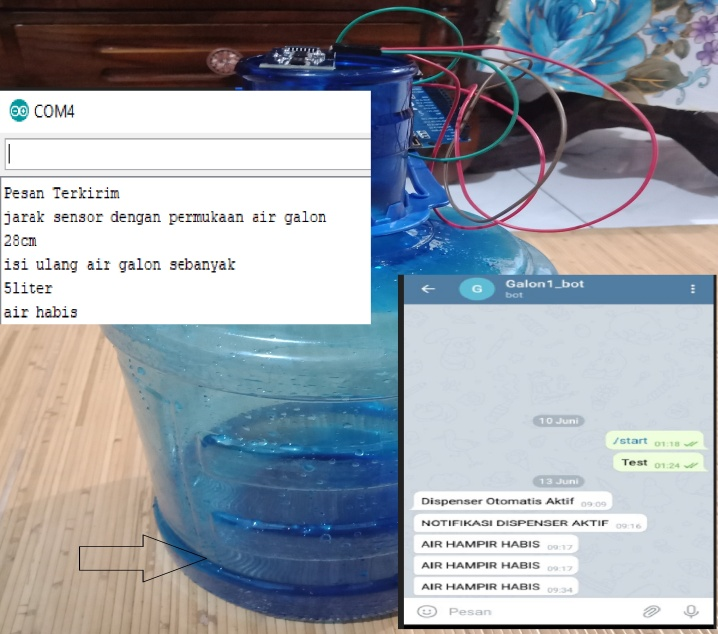 COM4
Pesan Terkirim
jarak sensor dengan permukaan air galon
28cm
isi ulang air galon sebanyak
5liter
air habis
G
Galon1_bot
bot
10 Juni
/start 01:18
Test 01:24
13 Juni
Dispenser Otomatis Aktif 09:09
NOTIFIKASI DISPENSER AKTIF 09:16
AIR HAMPIR HABIS 09:17
AIR HAMPIR HABIS 09:17
AIR HAMPIR HABIS 09:34
Pesan